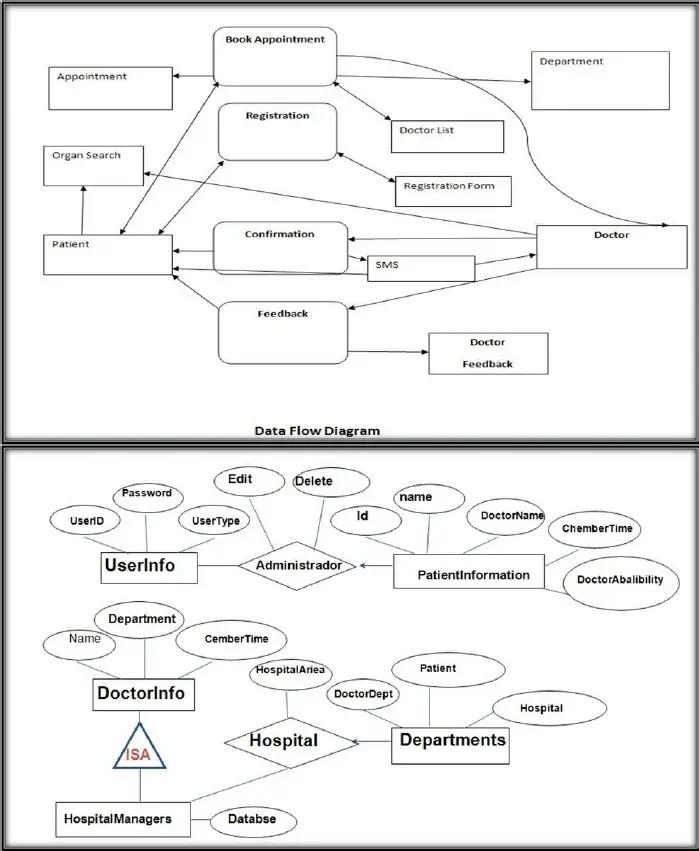 Book Appointment
Department
Appointment
Registration
Doctor List
Organ Search
Registration Form
Confirmation
Doctor
Patient
SMS
Feedback
Doctor
Feedback
Data Flow Diagram
Edit
Delete
Password
name
Id
UserID
UserType
DoctorName
ChemberTime
UserInfo
Administrador
PatientInformation
DoctorAbalibility
Department
Name
CemberTime
HospitalAriea
Patient
DoctorDept
Hospital
DoctorInfo
Hospital
Departments
ISA
HospitalManagers
Databse